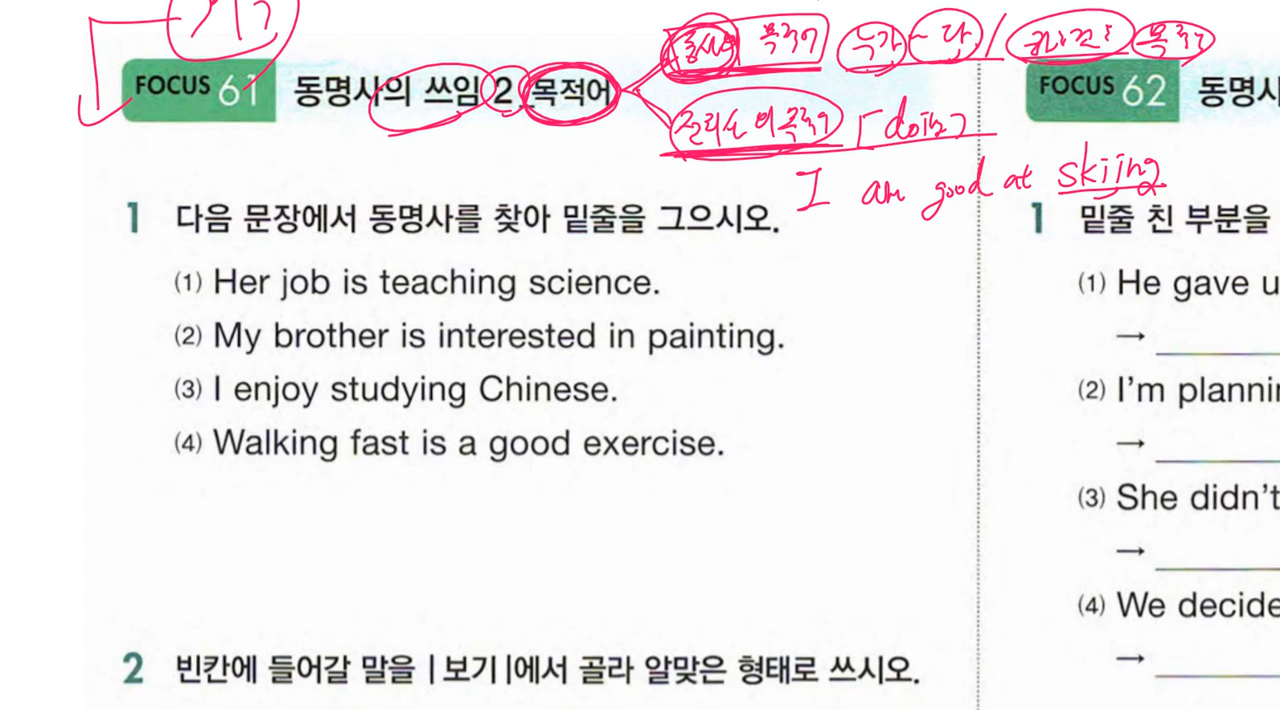 동사의 목적어 누가 ~ 다 / 목적어
FOCUS 61 동명사의 쓰임 2 목적어
전치사의 목적어 「doing」
I am good at skijing
1 다음 문장에서 동명사를 찾아 밑줄을 그으시오.
(1) Her job is teaching science.
(2) My brother is interested in painting.
(3) I enjoy studying Chinese.
(4) Walking fast is a good exercise.
2 빈칸에 들어갈 말을 |보기|에서 골라 알맞은 형태로 쓰시오.
FOCUS 62 동명사
1 밑줄 친 부분을
(1) He gave u
→
(2) I'm plannin
→
(3) She didn't
→
(4) We decide
→